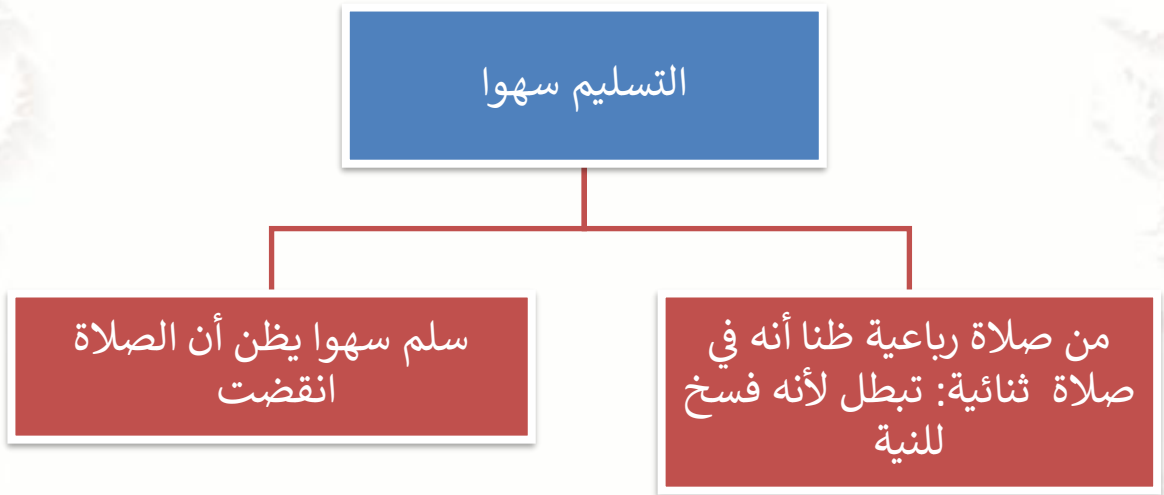 التسليم سهوا
من صلاة رباعية ظنا أنه في
صلاة ثنائية: تبطل لأنه فسخ
للنية
سلم سهوا يظن أن الصلاة
انقضت